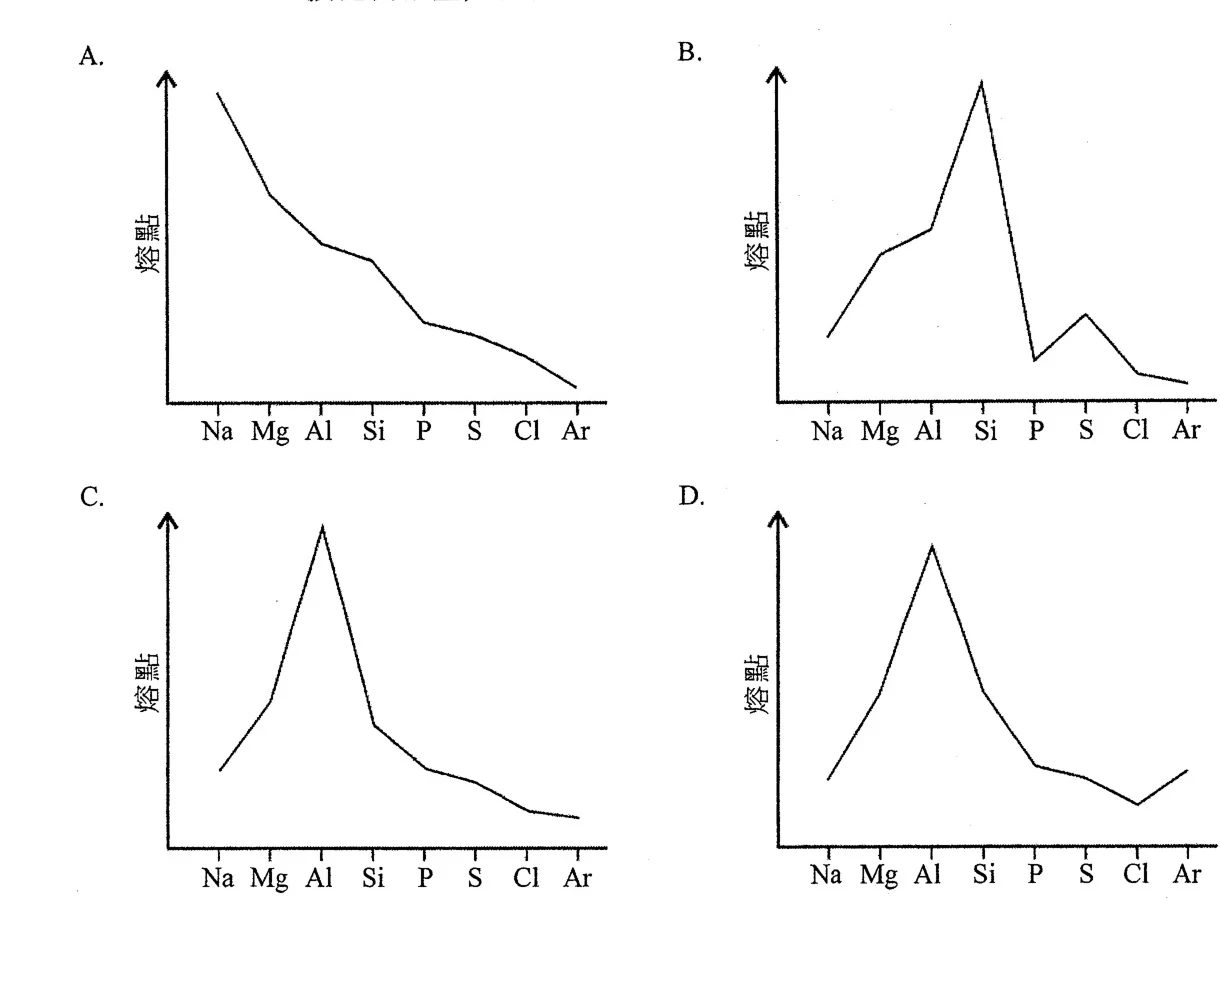 A.
熔點
Na Mg Al Si P S Cl Ar
B.
熔點
Na Mg Al Si P S Cl Ar
C.
熔點
Na Mg Al Si P S Cl Ar
D.
熔點
Na Mg Al Si P S Cl Ar